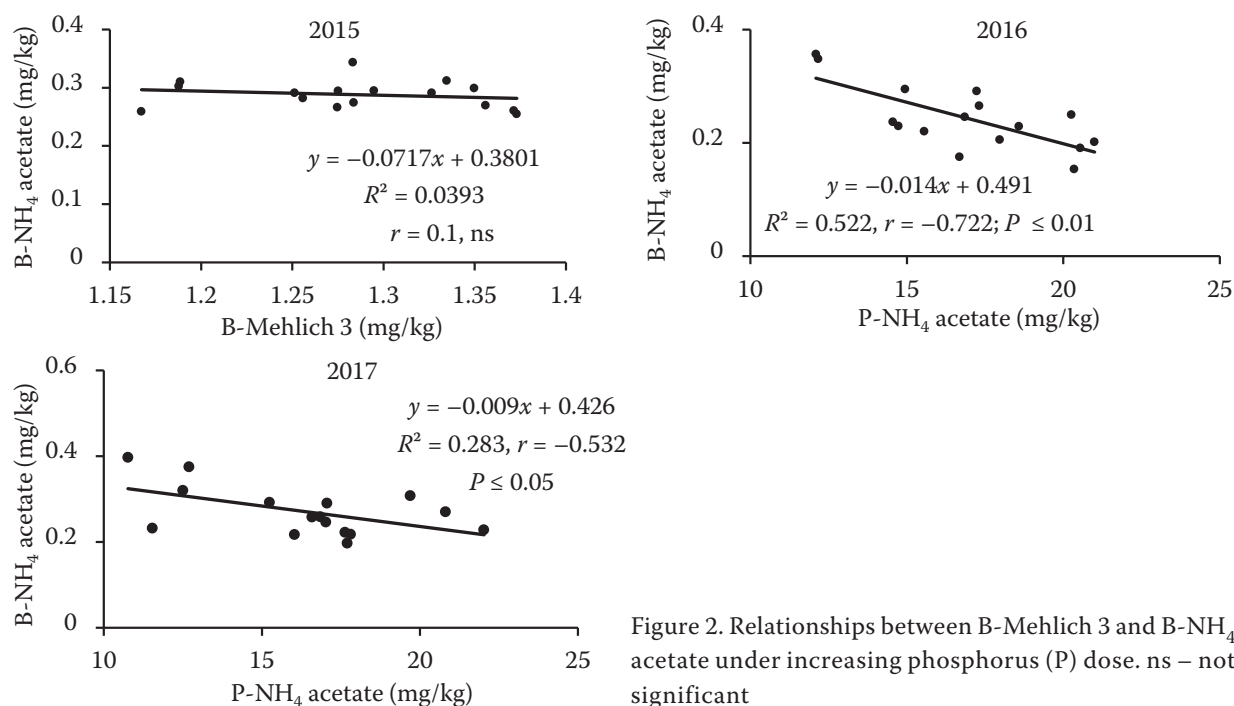 2015
B-NH₄ acetate (mg/kg)
0.4
0.3
0.2
0.1
0
y = −0.0717x + 0.3801
R² = 0.0393
r = 0.1, ns
1.15 1.2 1.25 1.3 1.35 1.4
B-Mehlich 3 (mg/kg)
2016
B-NH₄ acetate (mg/kg)
0.4
0.2
0
y = −0.014x + 0.491
R² = 0.522, r = −0.722; P ≤ 0.01
10 15 20 25
P-NH₄ acetate (mg/kg)
2017
B-NH₄ acetate (mg/kg)
0.6
0.4
0.2
0
y = −0.009x + 0.426
R² = 0.283, r = −0.532
P ≤ 0.05
10 15 20 25
P-NH₄ acetate (mg/kg)
Figure 2. Relationships between B-Mehlich 3 and B-NH₄
acetate under increasing phosphorus (P) dose. ns – not
significant